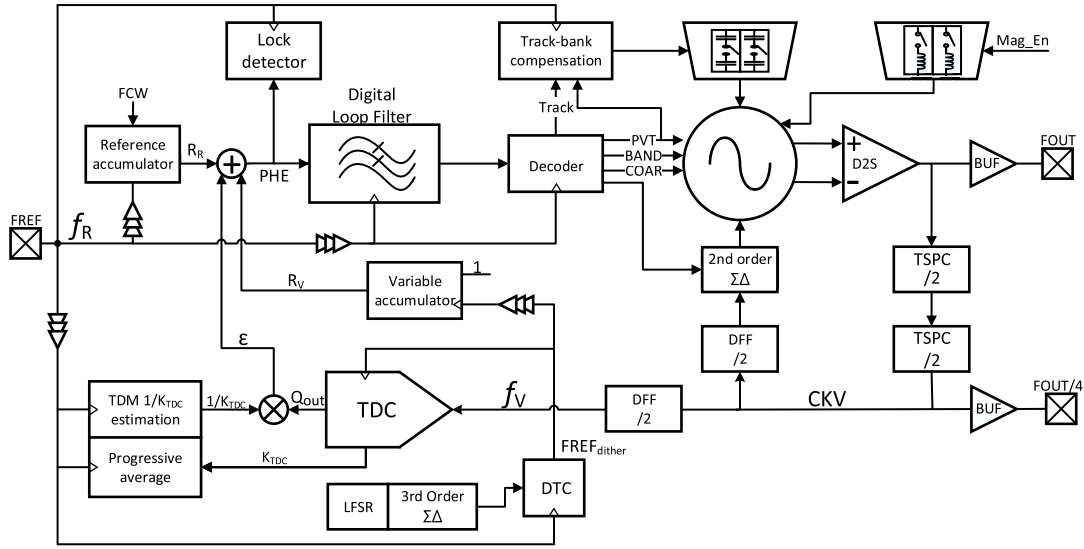 Lock
detector
Track-bank
compensation
Mag_En
FCW
Digital
Loop Filter
Track
Reference
accumulator
R_R
PHE
Decoder
PVT
BAND
COAR
+
−
D2S
BUF
FOUT
FREF
f_R
2nd order
ΣΔ
TSPC
/2
Variable
accumulator
1
R_V
ε
DFF
/2
TSPC
/2
TDM 1/K_TDC
estimation
1/K_TDC
Q_out
TDC
f_V
DFF
/2
CKV
BUF
FOUT/4
Progressive
average
K_TDC
FREF_dither
LFSR
3rd Order
ΣΔ
DTC